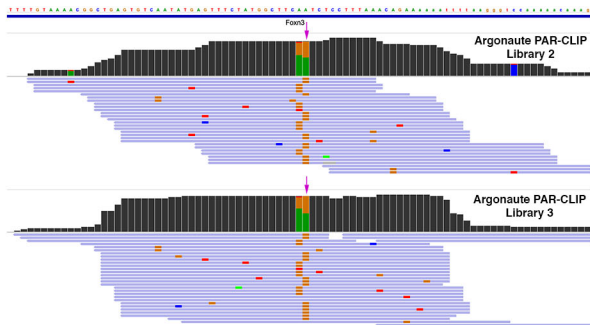 T T T T G T A A A A C G G C T G A G T G T C A A T A T G A G T T T C T A T G G C T T C A A T C T C C T T T A A A C A G A A
Foxn3
Argonaute PAR-CLIP
Library 2
Argonaute PAR-CLIP
Library 3